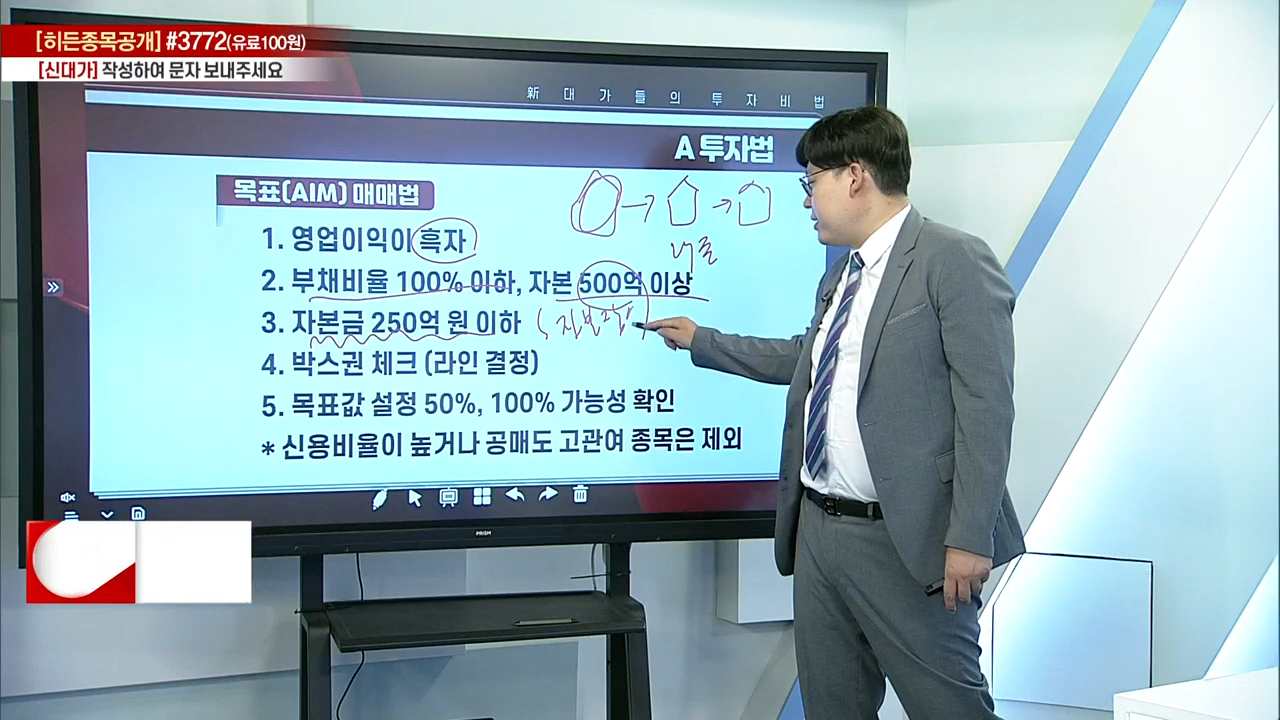 [히든종목공개] #3772(유료100원)
[신대가] 작성하여 문자 보내주세요
新 대 가 들 의 투 자 비 법
A 투자법
목표(AIM) 매매법
1. 영업이익이 흑자
2. 부채비율 100% 이하, 자본 500억 이상
3. 자본금 250억 원 이하
4. 박스권 체크 (라인 결정)
5. 목표값 설정 50%, 100% 가능성 확인
* 신용비율이 높거나 공매도 고관여 종목은 제외
PRISM